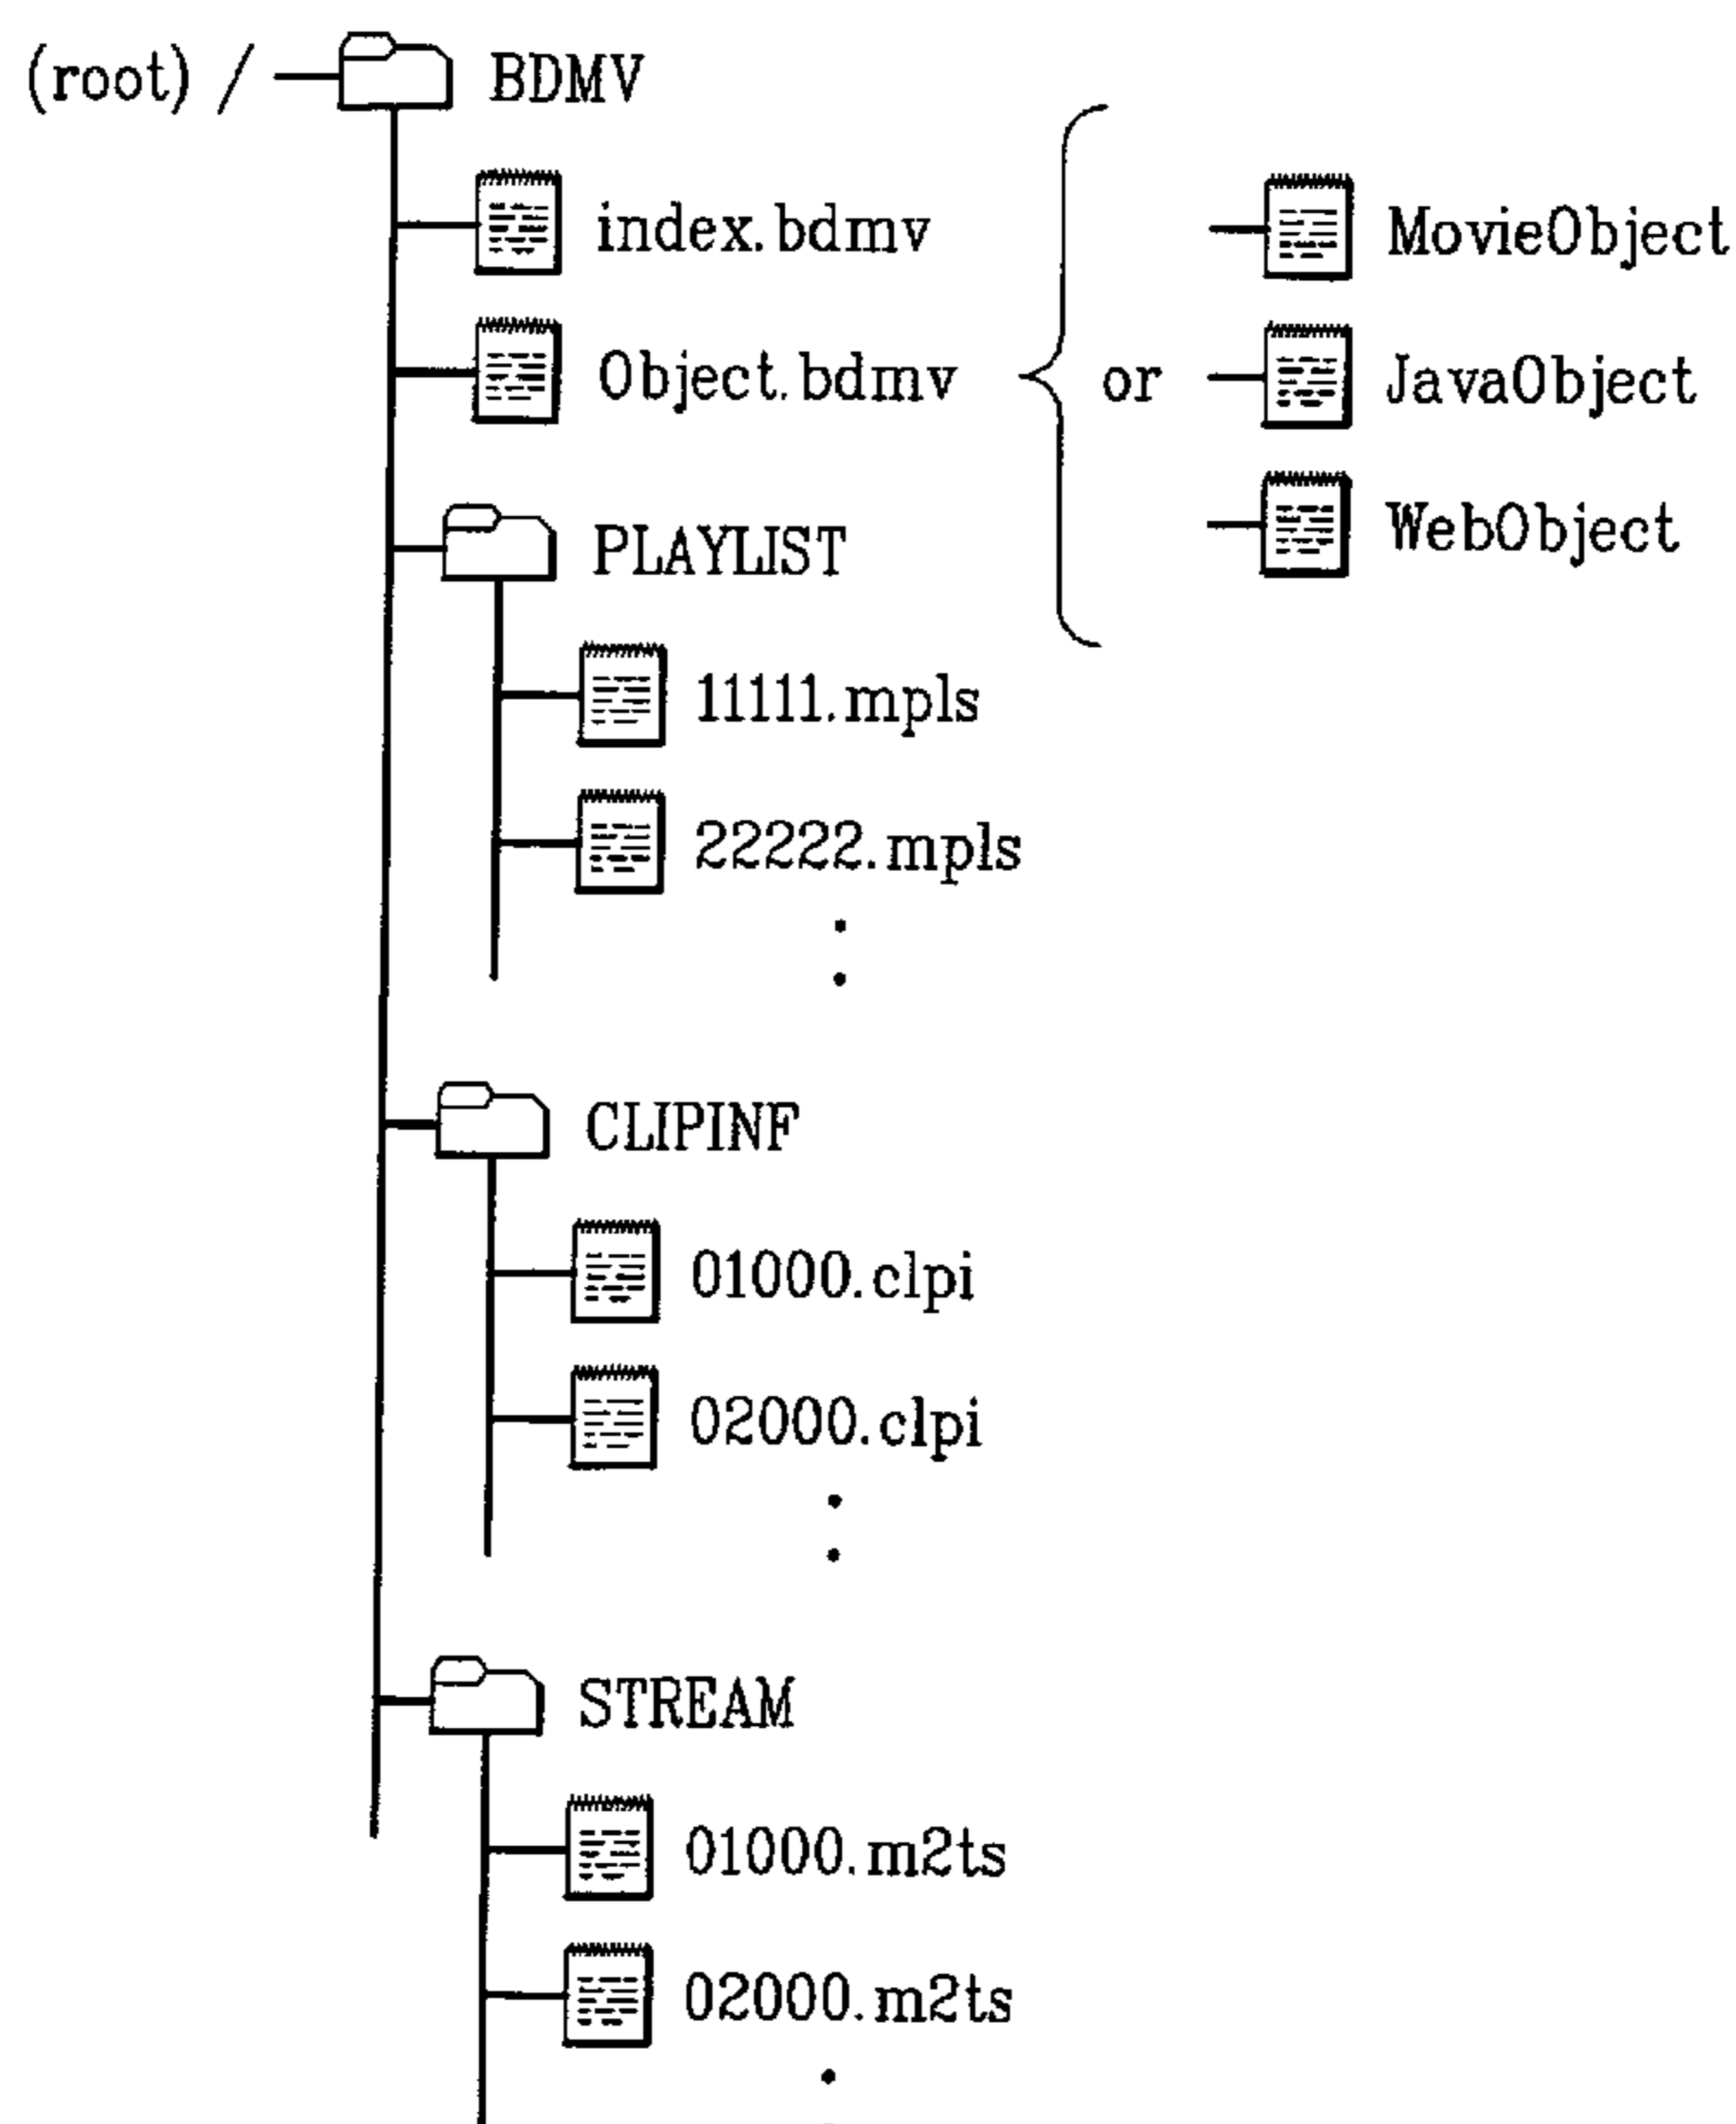 (root) / BDMV
index.bdmv
Object.bdmv
or
MovieObject
JavaObject
WebObject
PLAYLIST
11111.mpls
22222.mpls
CLIPINF
01000.clpi
02000.clpi
STREAM
01000.m2ts
02000.m2ts